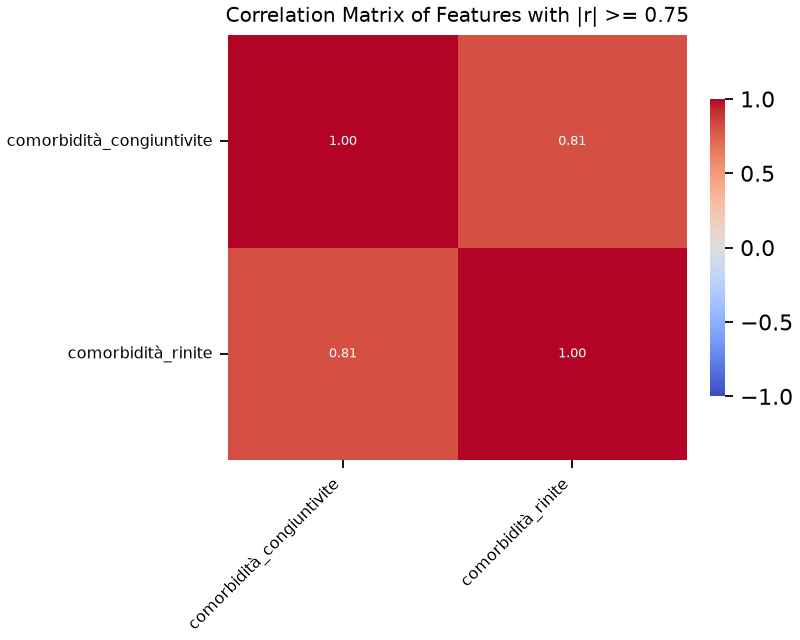 Correlation Matrix of Features with |r| >= 0.75
comorbidità_congiuntivite
1.00
0.81
comorbidità_rinite
0.81
1.00
comorbidità_congiuntivite
comorbidità_rinite
1.0
0.5
0.0
−0.5
−1.0